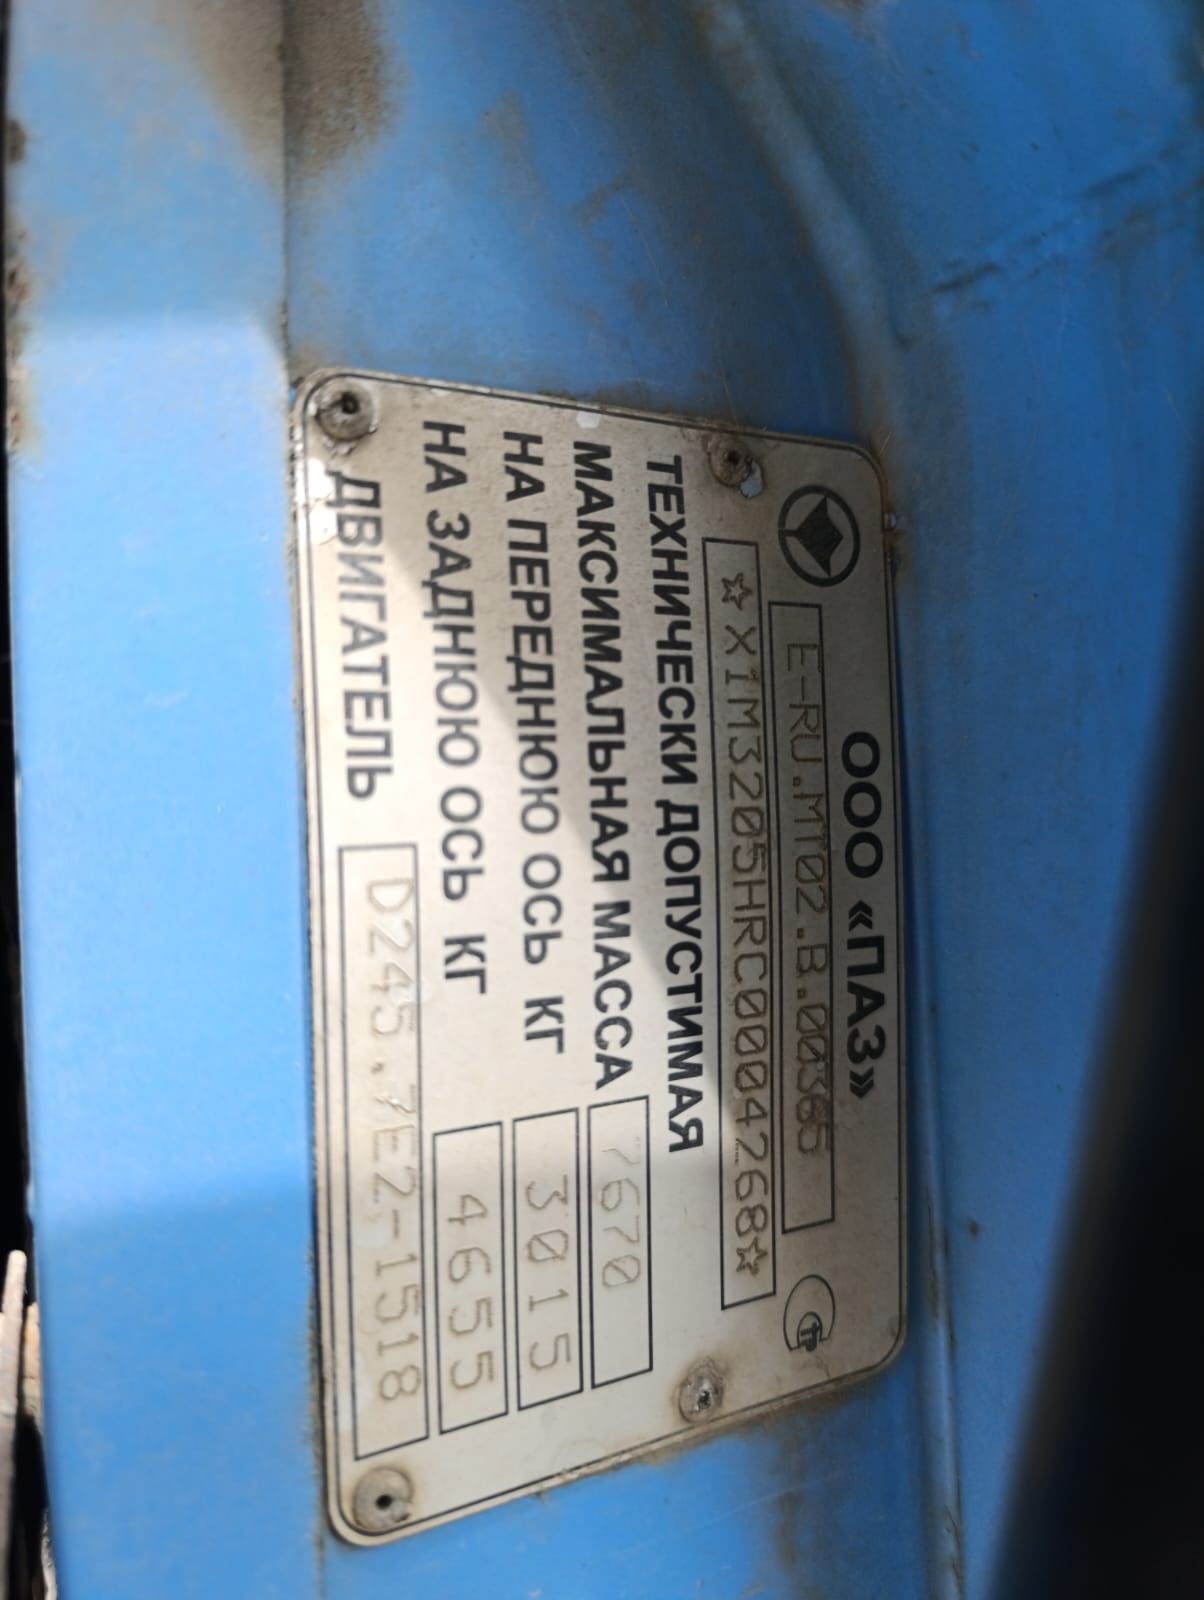 ООО «ПАЗ»
E-RU.MT02.B.00365
☆X1M3205HRC0004268☆
ТЕХНИЧЕСКИ ДОПУСТИМАЯ
МАКСИМАЛЬНАЯ МАССА 7670
НА ПЕРЕДНЮЮ ОСЬ КГ 3015
НА ЗАДНЮЮ ОСЬ КГ 4655
ДВИГАТЕЛЬ D245.7E2-1518